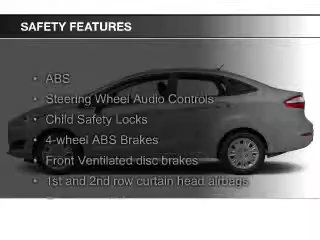 SAFETY FEATURES
• ABS
• Steering Wheel Audio Controls
• Child Safety Locks
• 4-wheel ABS Brakes
• Front Ventilated disc brakes
• 1st and 2nd row curtain head airbags